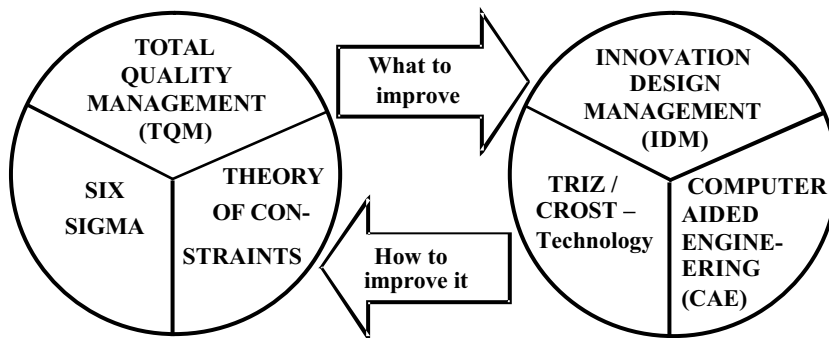 TOTAL
QUALITY
MANAGEMENT
(TQM)
SIX
SIGMA
THEORY
OF CON-
STRAINTS
What to
improve
How to
improve it
INNOVATION
DESIGN
MANAGEMENT
(IDM)
TRIZ /
CROST –
Technology
COMPUTER
AIDED
ENGINE-
ERING
(CAE)